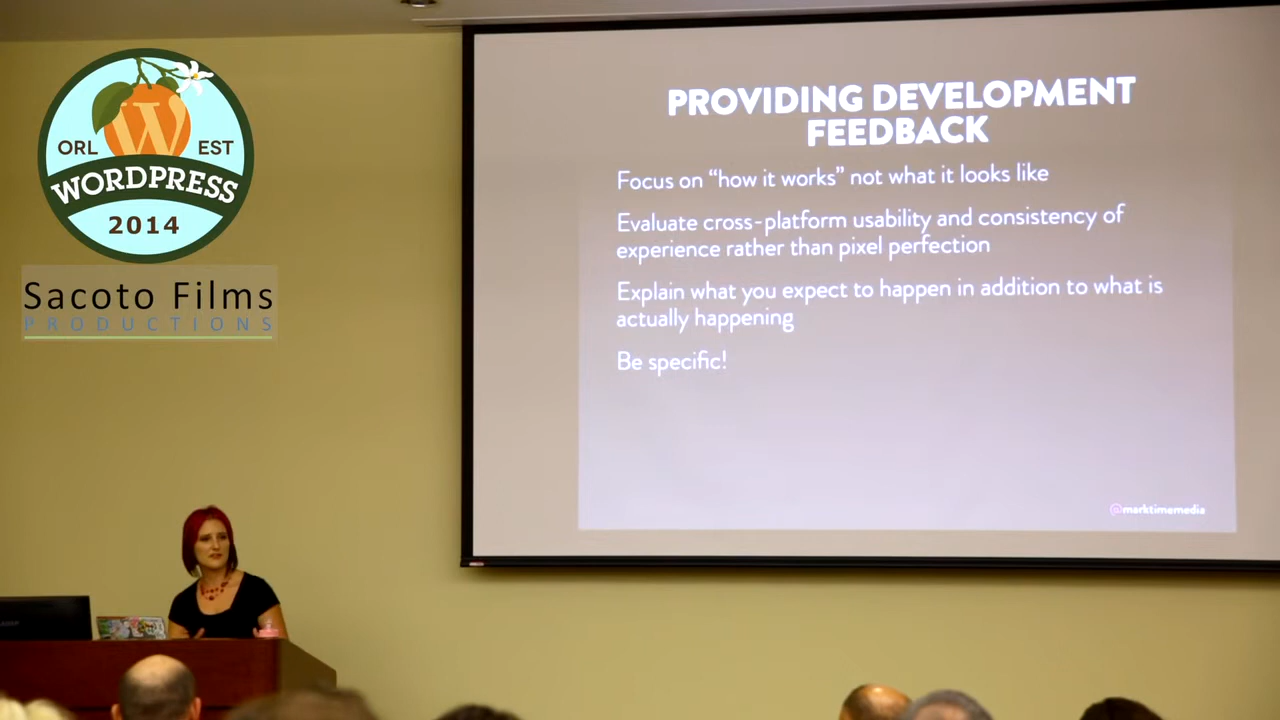 ORL EST
WORDPRESS
2014
Sacoto Films
PRODUCTIONS
PROVIDING DEVELOPMENT
FEEDBACK
Focus on “how it works” not what it looks like
Evaluate cross-platform usability and consistency of
experience rather than pixel perfection
Explain what you expect to happen in addition to what is
actually happening
Be specific!
@marktimemedia